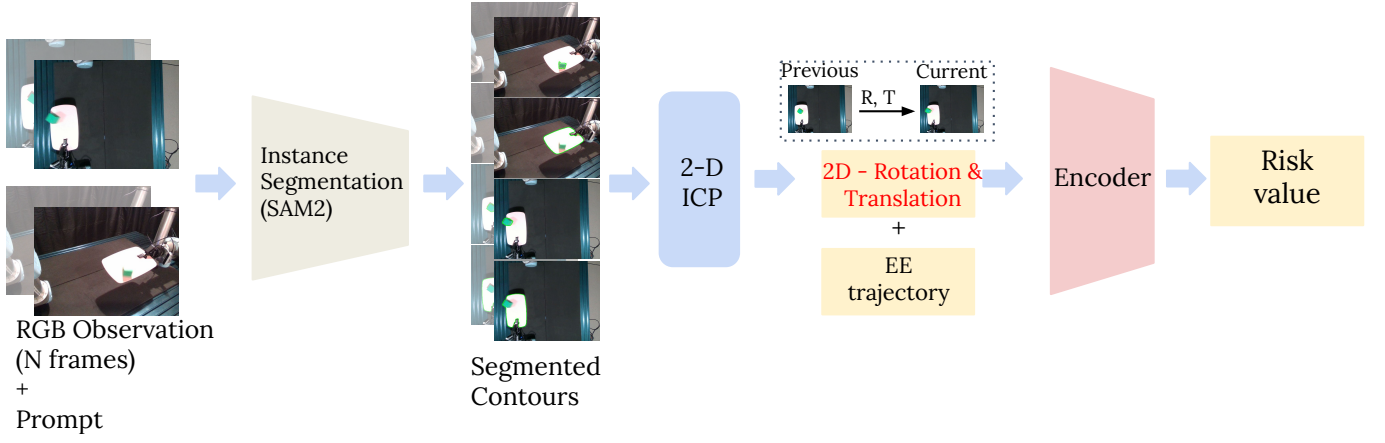 RGB Observation
(N frames)
+
Prompt
Instance
Segmentation
(SAM2)
Segmented
Contours
2-D
ICP
Previous
Current
R, T
2D - Rotation &
Translation
+
EE
trajectory
Encoder
Risk
value